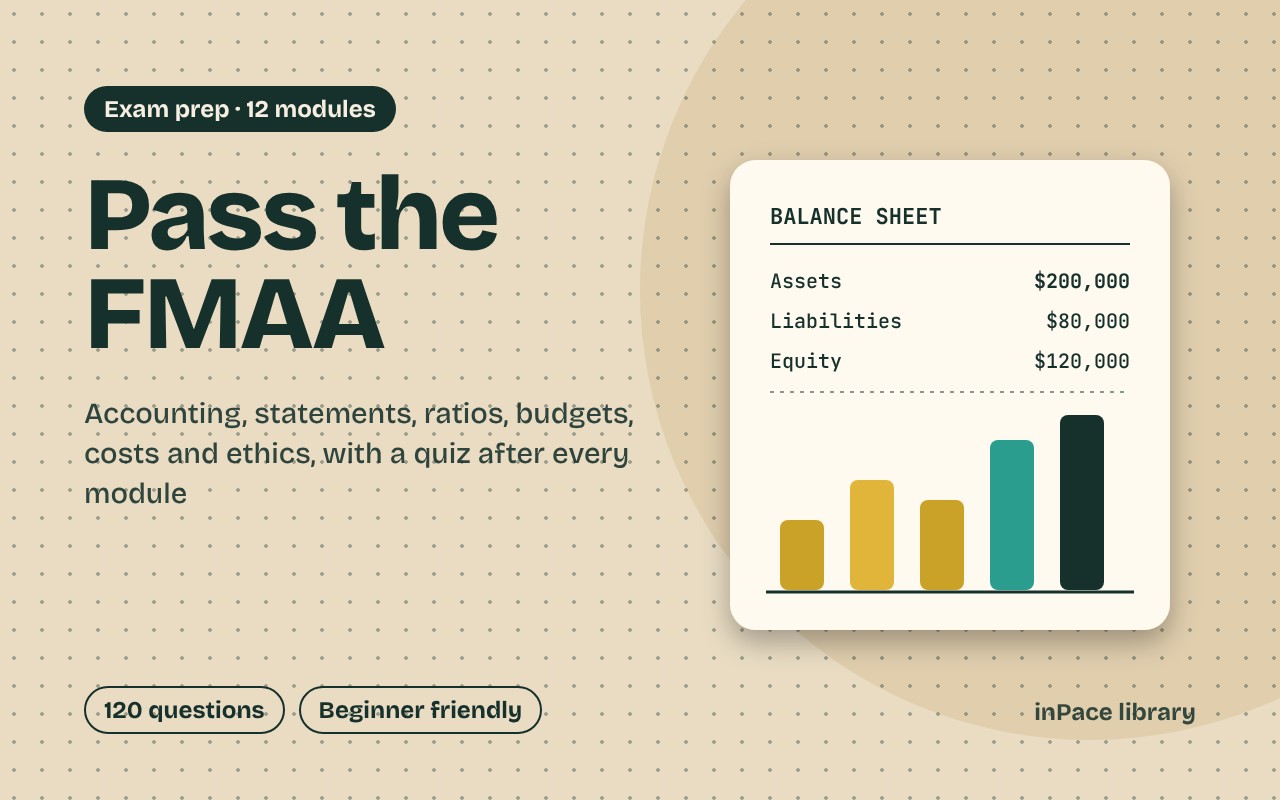 Exam prep · 12 modules
Pass the
FMAA
Accounting, statements, ratios, budgets,
costs and ethics, with a quiz after every
module
BALANCE SHEET
Assets $200,000
Liabilities $80,000
Equity $120,000
120 questions
Beginner friendly
inPace library